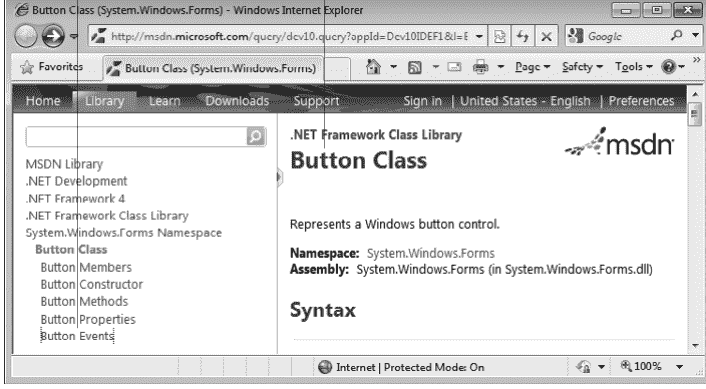 Button Class (System.Windows.Forms) - Windows Internet Explorer
http://msdn.microsoft.com/query/dev10.query?appId=Dev10IDEF1&l=E
Google
Favorites
Button Class (System.Windows.Forms)
Page
Safety
Tools
Home Library Learn Downloads Support Sign in | United States - English | Preferences
.NET Framework Class Library
msdn
Button Class
MSDN Library
.NET Development
.NET Framework 4
.NET Framework Class Library
System.Windows.Forms Namespace
Button Class
Button Members
Button Constructor
Button Methods
Button Properties
Button Events
Represents a Windows button control.
Namespace: System.Windows.Forms
Assembly: System.Windows.Forms (in System.Windows.Forms.dll)
Syntax
Internet | Protected Mode: On
100%